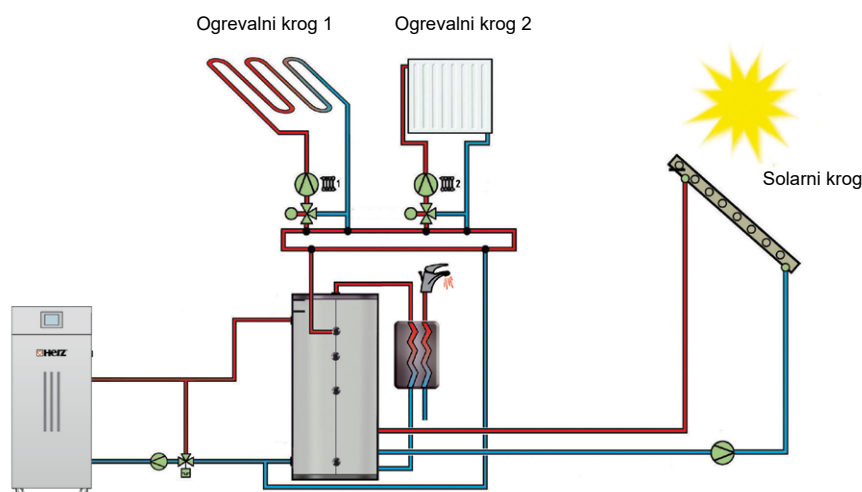 Ogrevalni krog 1
Ogrevalni krog 2
Solarni krog
1
2
HERZ